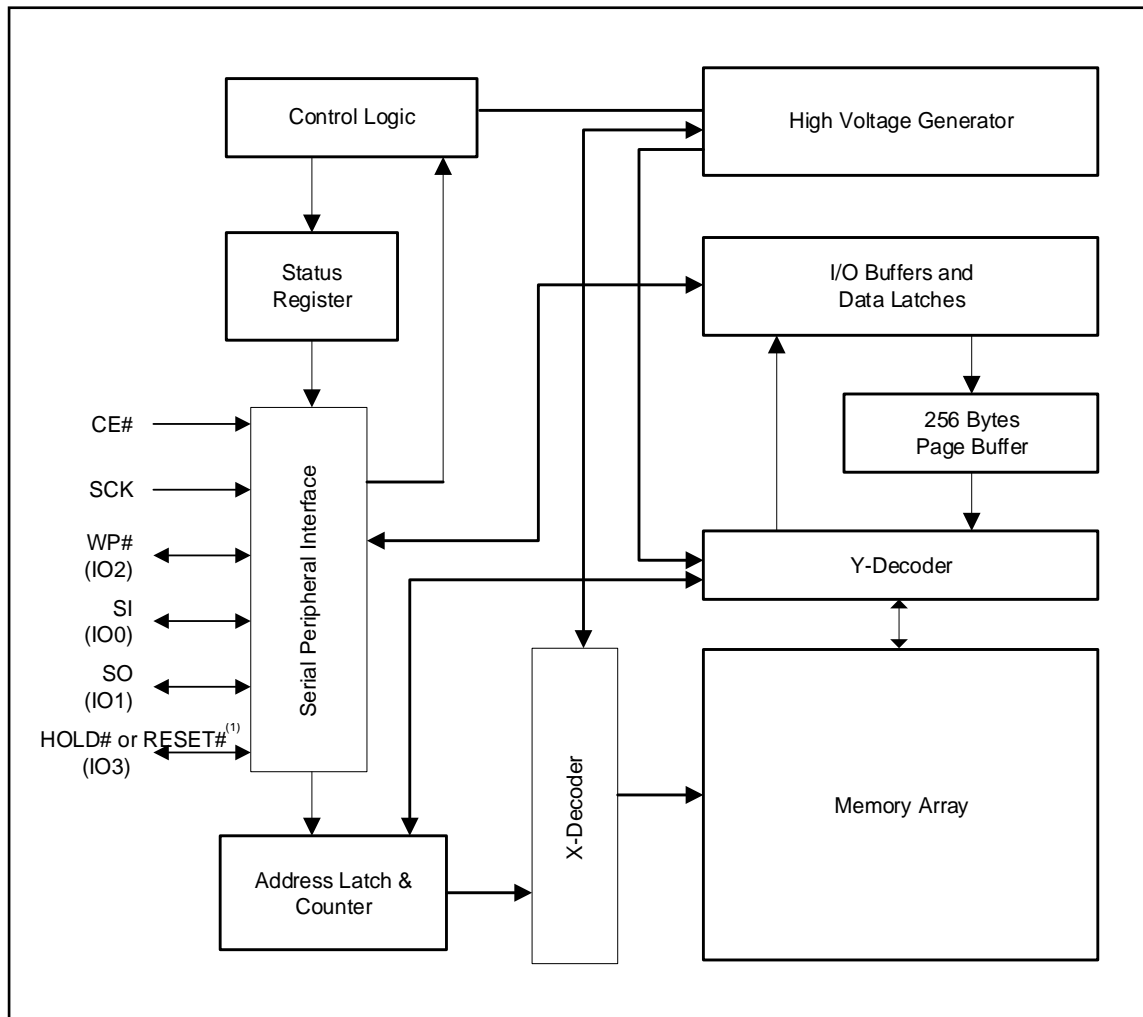 Control Logic
High Voltage Generator
Status
Register
I/O Buffers and
Data Latches
256 Bytes
Page Buffer
CE#
SCK
WP#
(IO2)
SI
(IO0)
SO
(IO1)
HOLD# or RESET#(1)
(IO3)
Serial Peripheral Interface
Y-Decoder
X-Decoder
Memory Array
Address Latch &
Counter